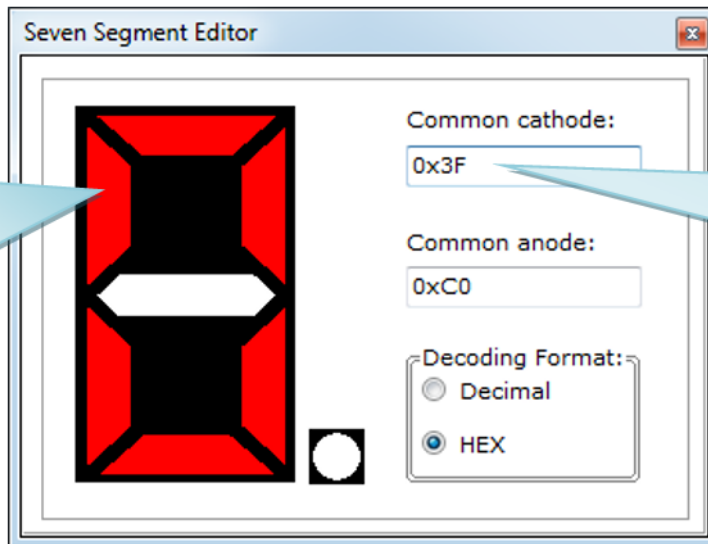 Seven Segment Editor
Common cathode:
0x3F
Common anode:
0xC0
Decoding Format:
Decimal
HEX